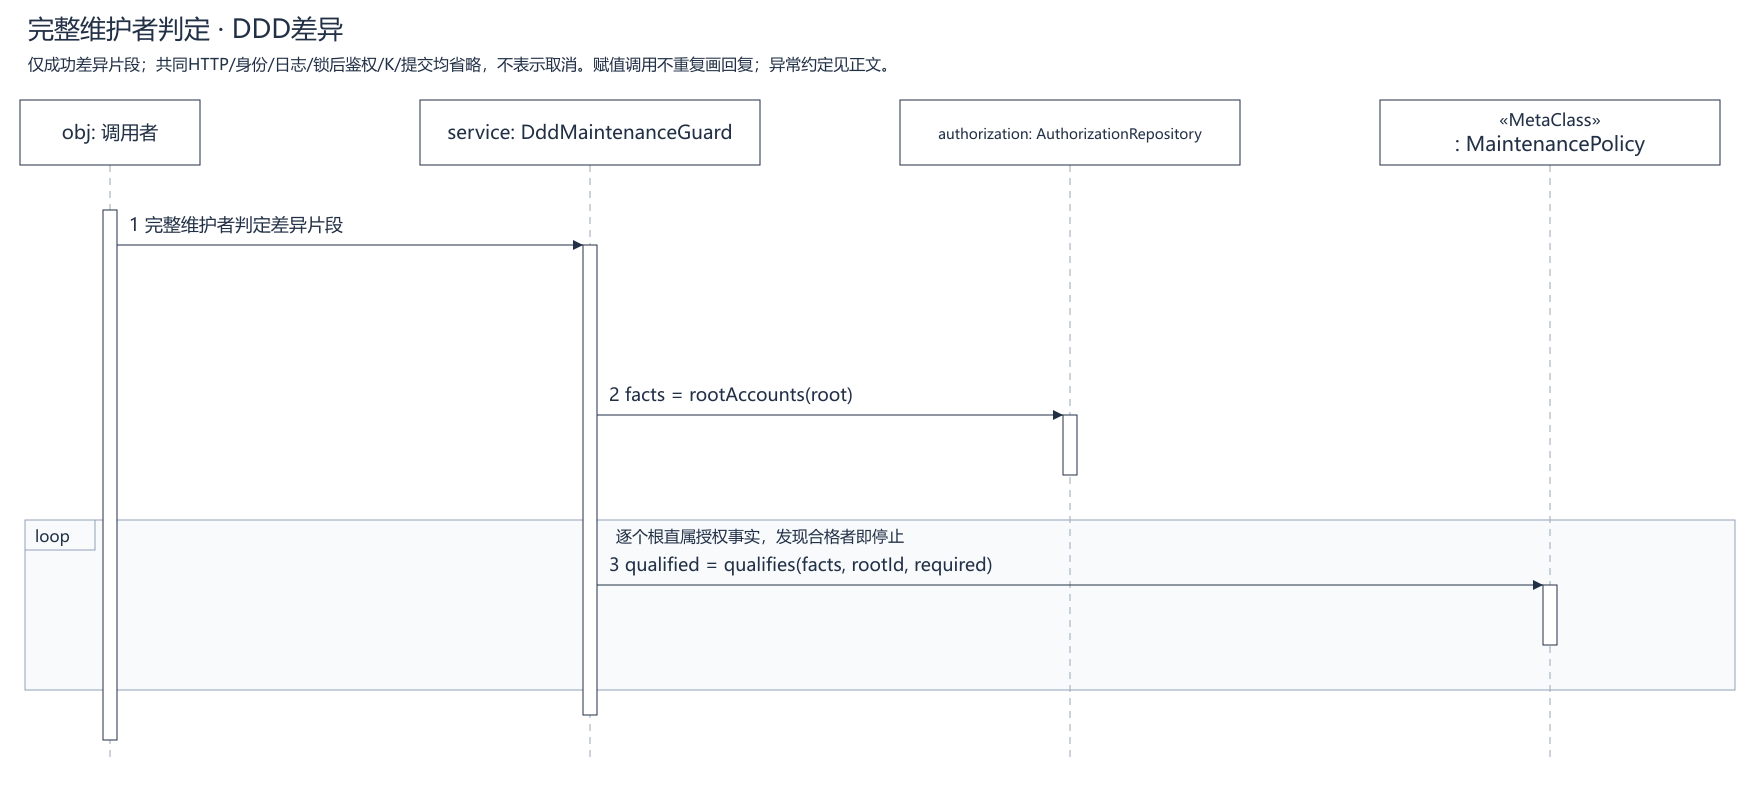 完整维护者判定 · DDD差异
仅成功差异片段；共同HTTP/身份/日志/锁后鉴权/K/提交均省略，不表示取消。赋值调用不重复画回复；异常约定见正文。
obj: 调用者
service: DddMaintenanceGuard
authorization: AuthorizationRepository
«MetaClass»
: MaintenancePolicy
1 完整维护者判定差异片段
2 facts = rootAccounts(root)
loop
逐个根直属授权事实，发现合格者即停止
3 qualified = qualifies(facts, rootId, required)